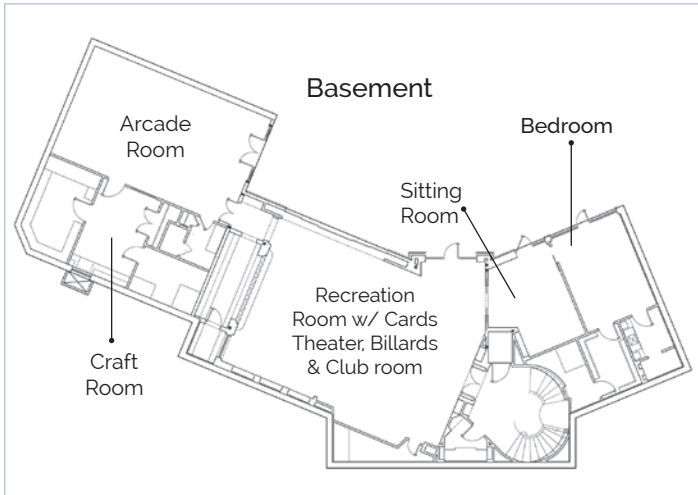 Basement
Arcade
Room
Bedroom
Sitting
Room
Recreation
Room w/ Cards
Theater, Billards
& Club room
Craft
Room